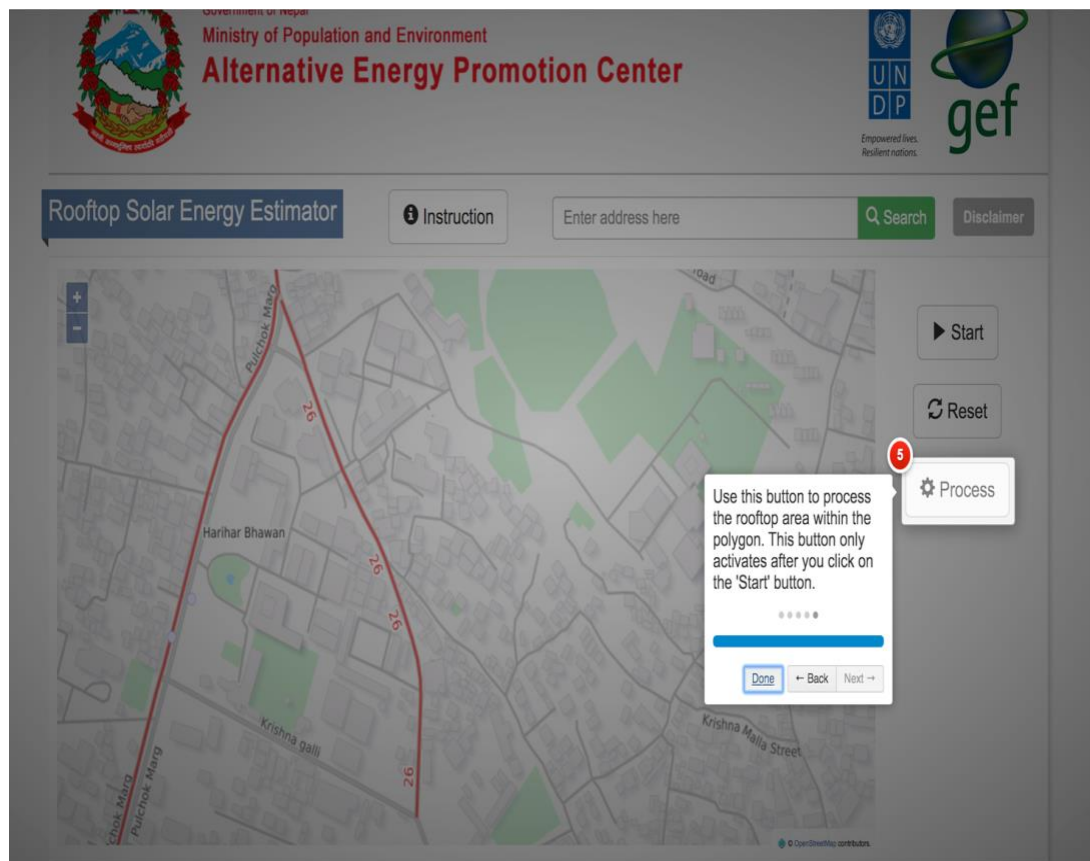 Government of Nepal
Ministry of Population and Environment
Alternative Energy Promotion Center
U N
D P
Empowered lives.
Resilient nations.
gef
Rooftop Solar Energy Estimator
Instruction
Enter address here
Search
Disclaimer
+
-
Start
Reset
5
Process
Use this button to process
the rooftop area within the
polygon. This button only
activates after you click on
the 'Start' button.
Done
← Back
Next →
road
Pulchok Marg
26
Harihar Bhawan
26
26
Krishna galli
26
Krishna Malla Street
Pulchok Marg
Pulchok Marg
© OpenStreetMap contributors.